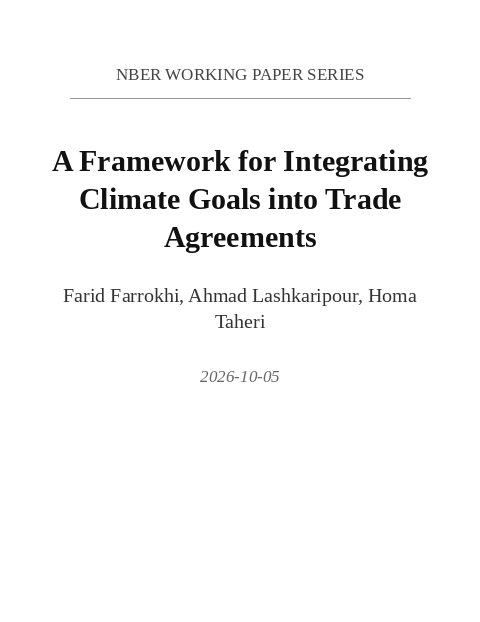 NBER WORKING PAPER SERIES
A Framework for Integrating
Climate Goals into Trade
Agreements
Farid Farrokhi, Ahmad Lashkaripour, Homa
Taheri
2026-10-05